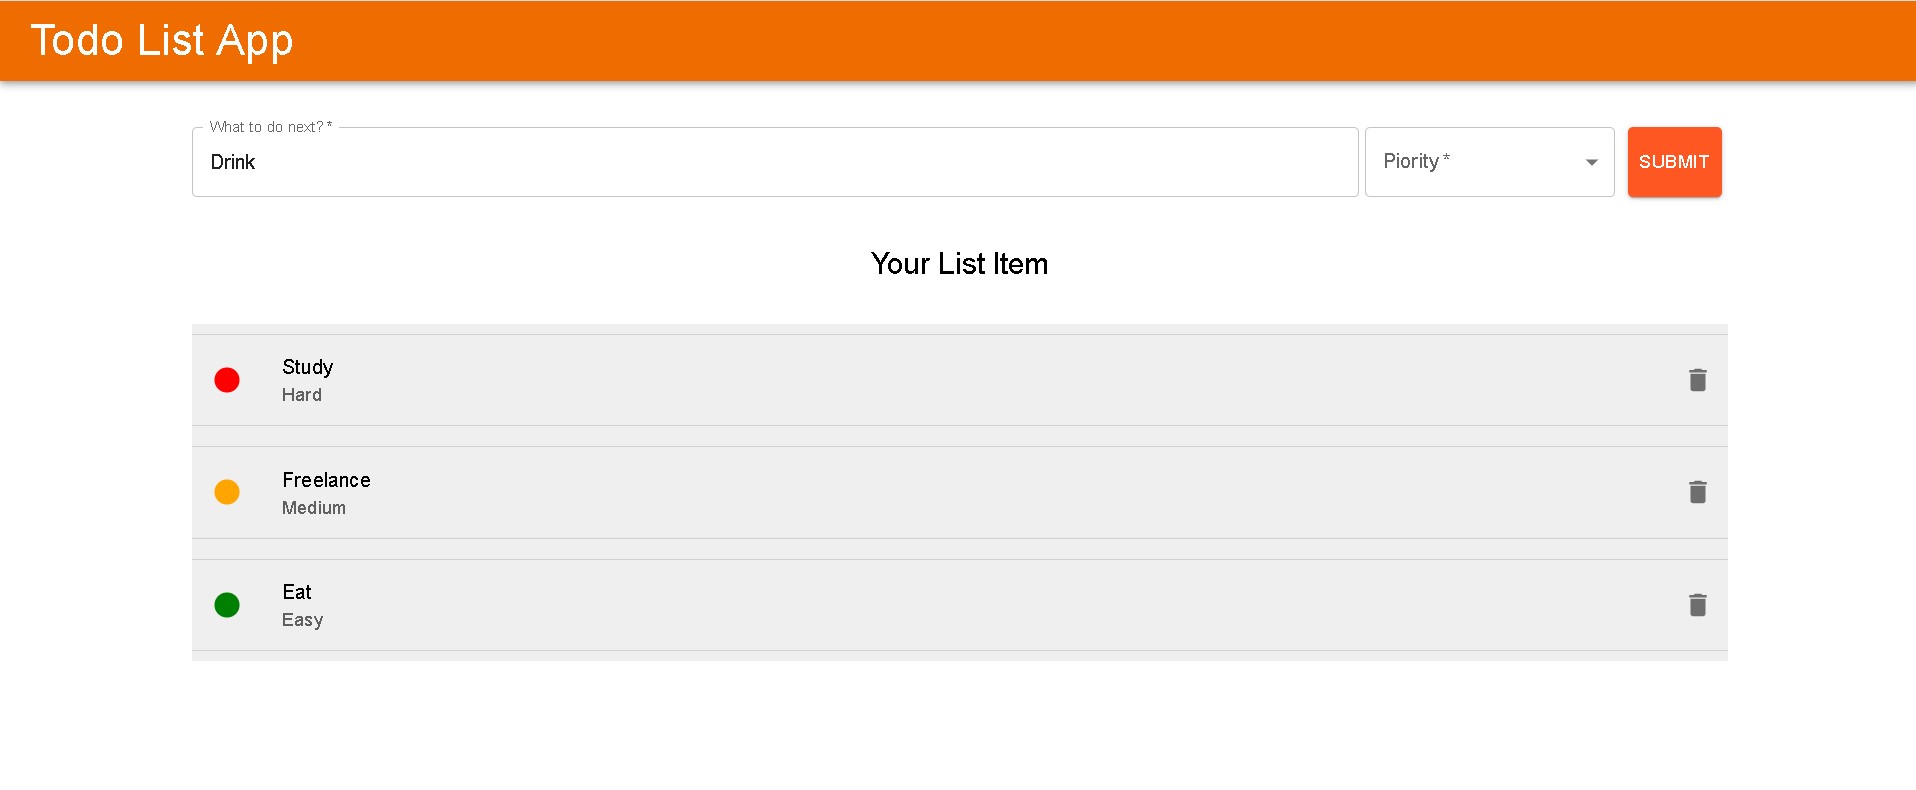 Todo List App
What to do next? *
Drink
Piority *
SUBMIT
Your List Item
Study
Hard
Freelance
Medium
Eat
Easy